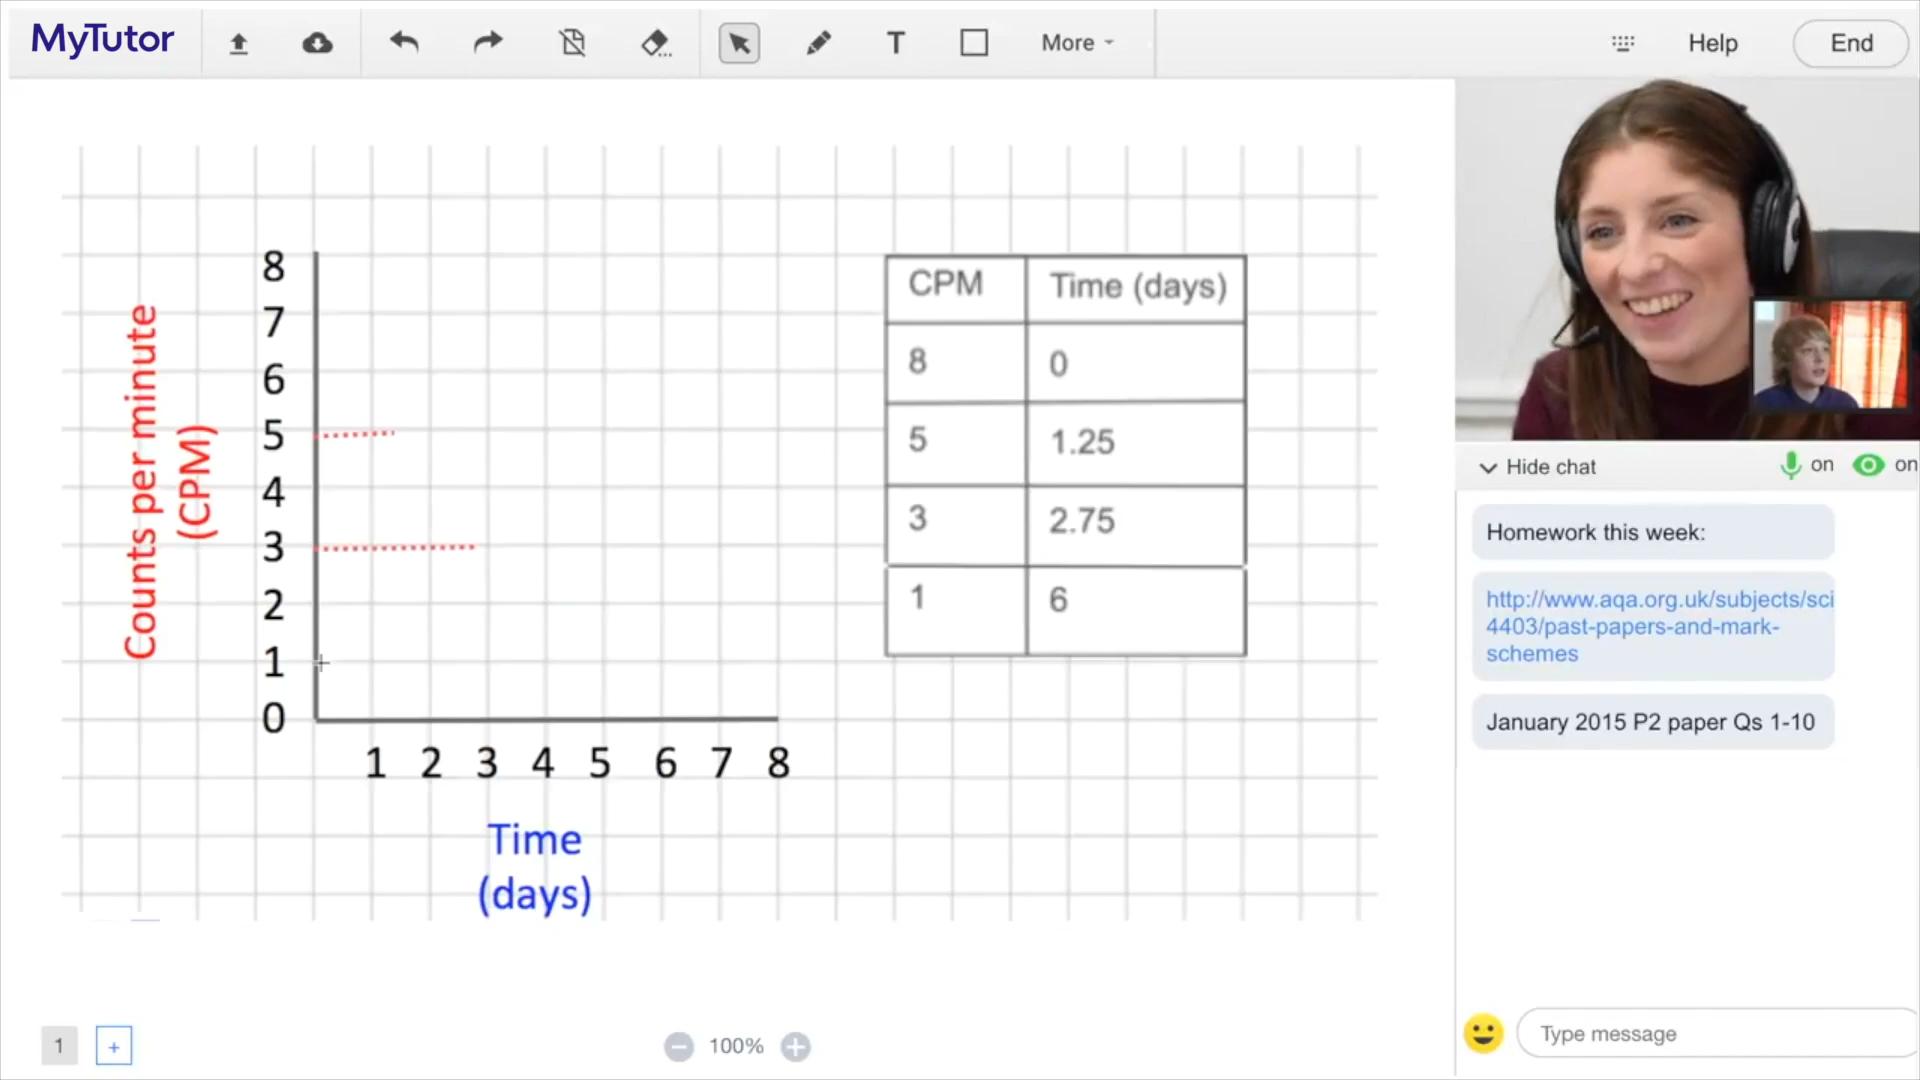 MyTutor
More
Help
End
8
7
6
5
4
3
2
1
0
Counts per minute
(CPM)
1 2 3 4 5 6 7 8
Time
(days)
CPM Time (days)
8 0
5 1.25
3 2.75
1 6
Hide chat
on
on
Homework this week:
http://www.aqa.org.uk/subjects/sci
4403/past-papers-and-mark-
schemes
January 2015 P2 paper Qs 1-10
1
+
100%
Type message